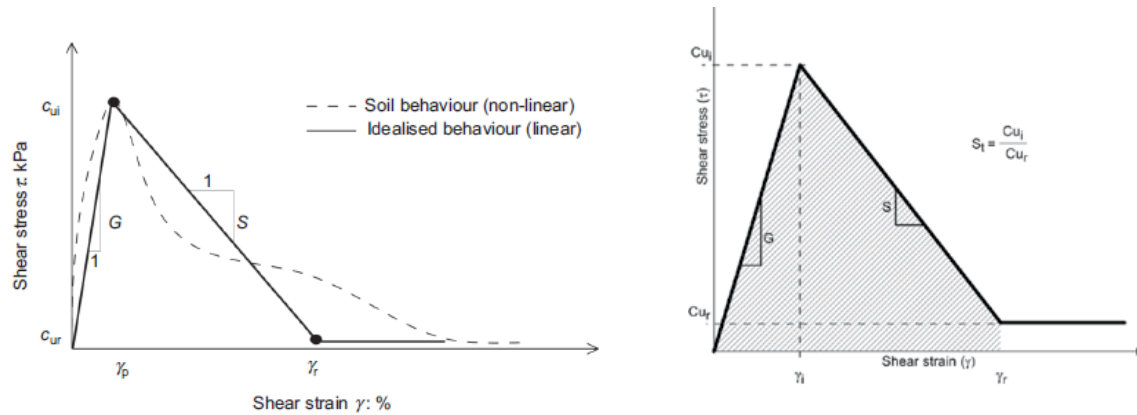 c_ui
c_ur
Shear stress τ: kPa
G
1
1
S
γ_p
γ_r
Shear strain γ: %
Soil behaviour (non-linear)
Idealised behaviour (linear)
Cu_i
Cu_r
Shear stress (τ)
G
S
S_t = Cu_i / Cu_r
Shear strain (γ)
γ_i
γ_r